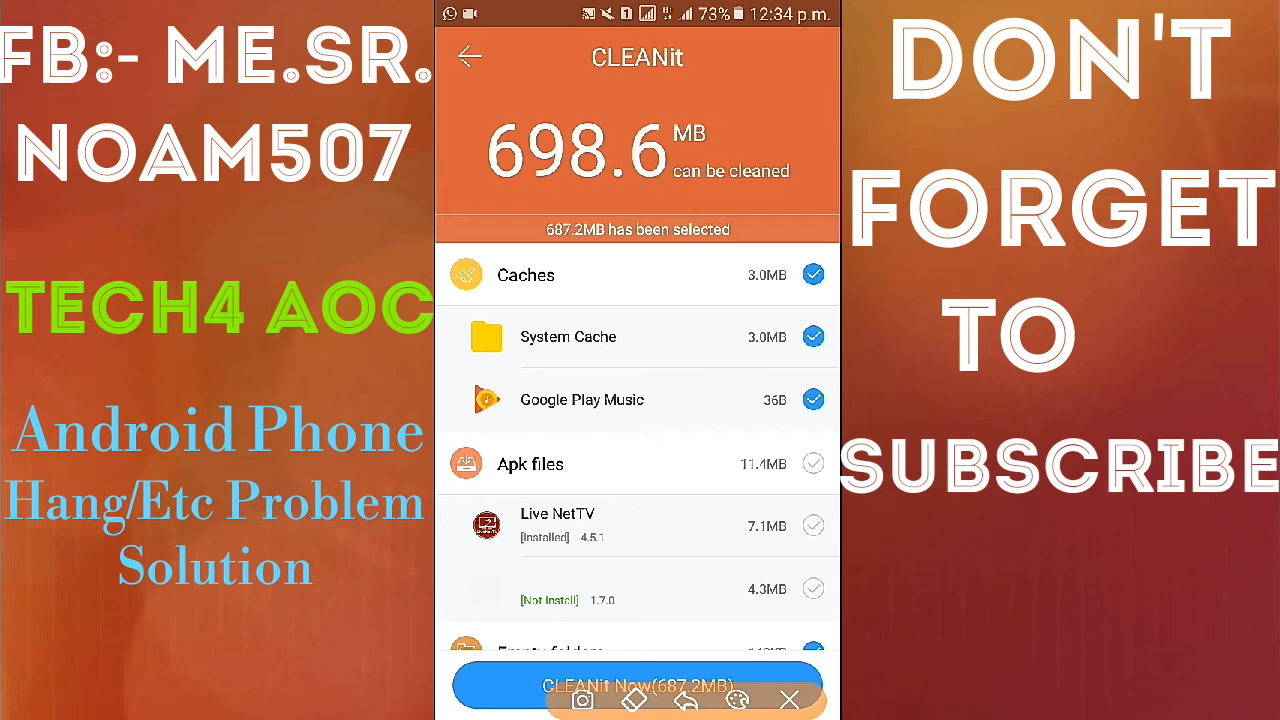 FB:- ME.SR.
NOAM507
TECH4 AOC
Android Phone
Hang/Etc Problem
Solution
73% 12:34 p.m.
CLEANit
698.6 MB
can be cleaned
687.2MB has been selected
Caches 3.0MB
System Cache 3.0MB
Google Play Music 36B
Apk files 11.4MB
Live NetTV
[Installed] 4.5.1 7.1MB
4.3MB
[Not Install] 1.7.0
Empty folders
CLEANit Now(687.2MB)
DON'T
FORGET
TO
SUBSCRIBE